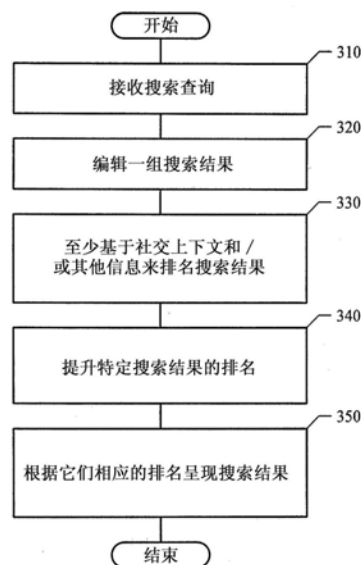 开始
310
接收搜索查询
320
编辑一组搜索结果
330
至少基于社交上下文和 /
或其他信息来排名搜索结果
340
提升特定搜索结果的排名
350
根据它们相应的排名呈现搜索结果
结束